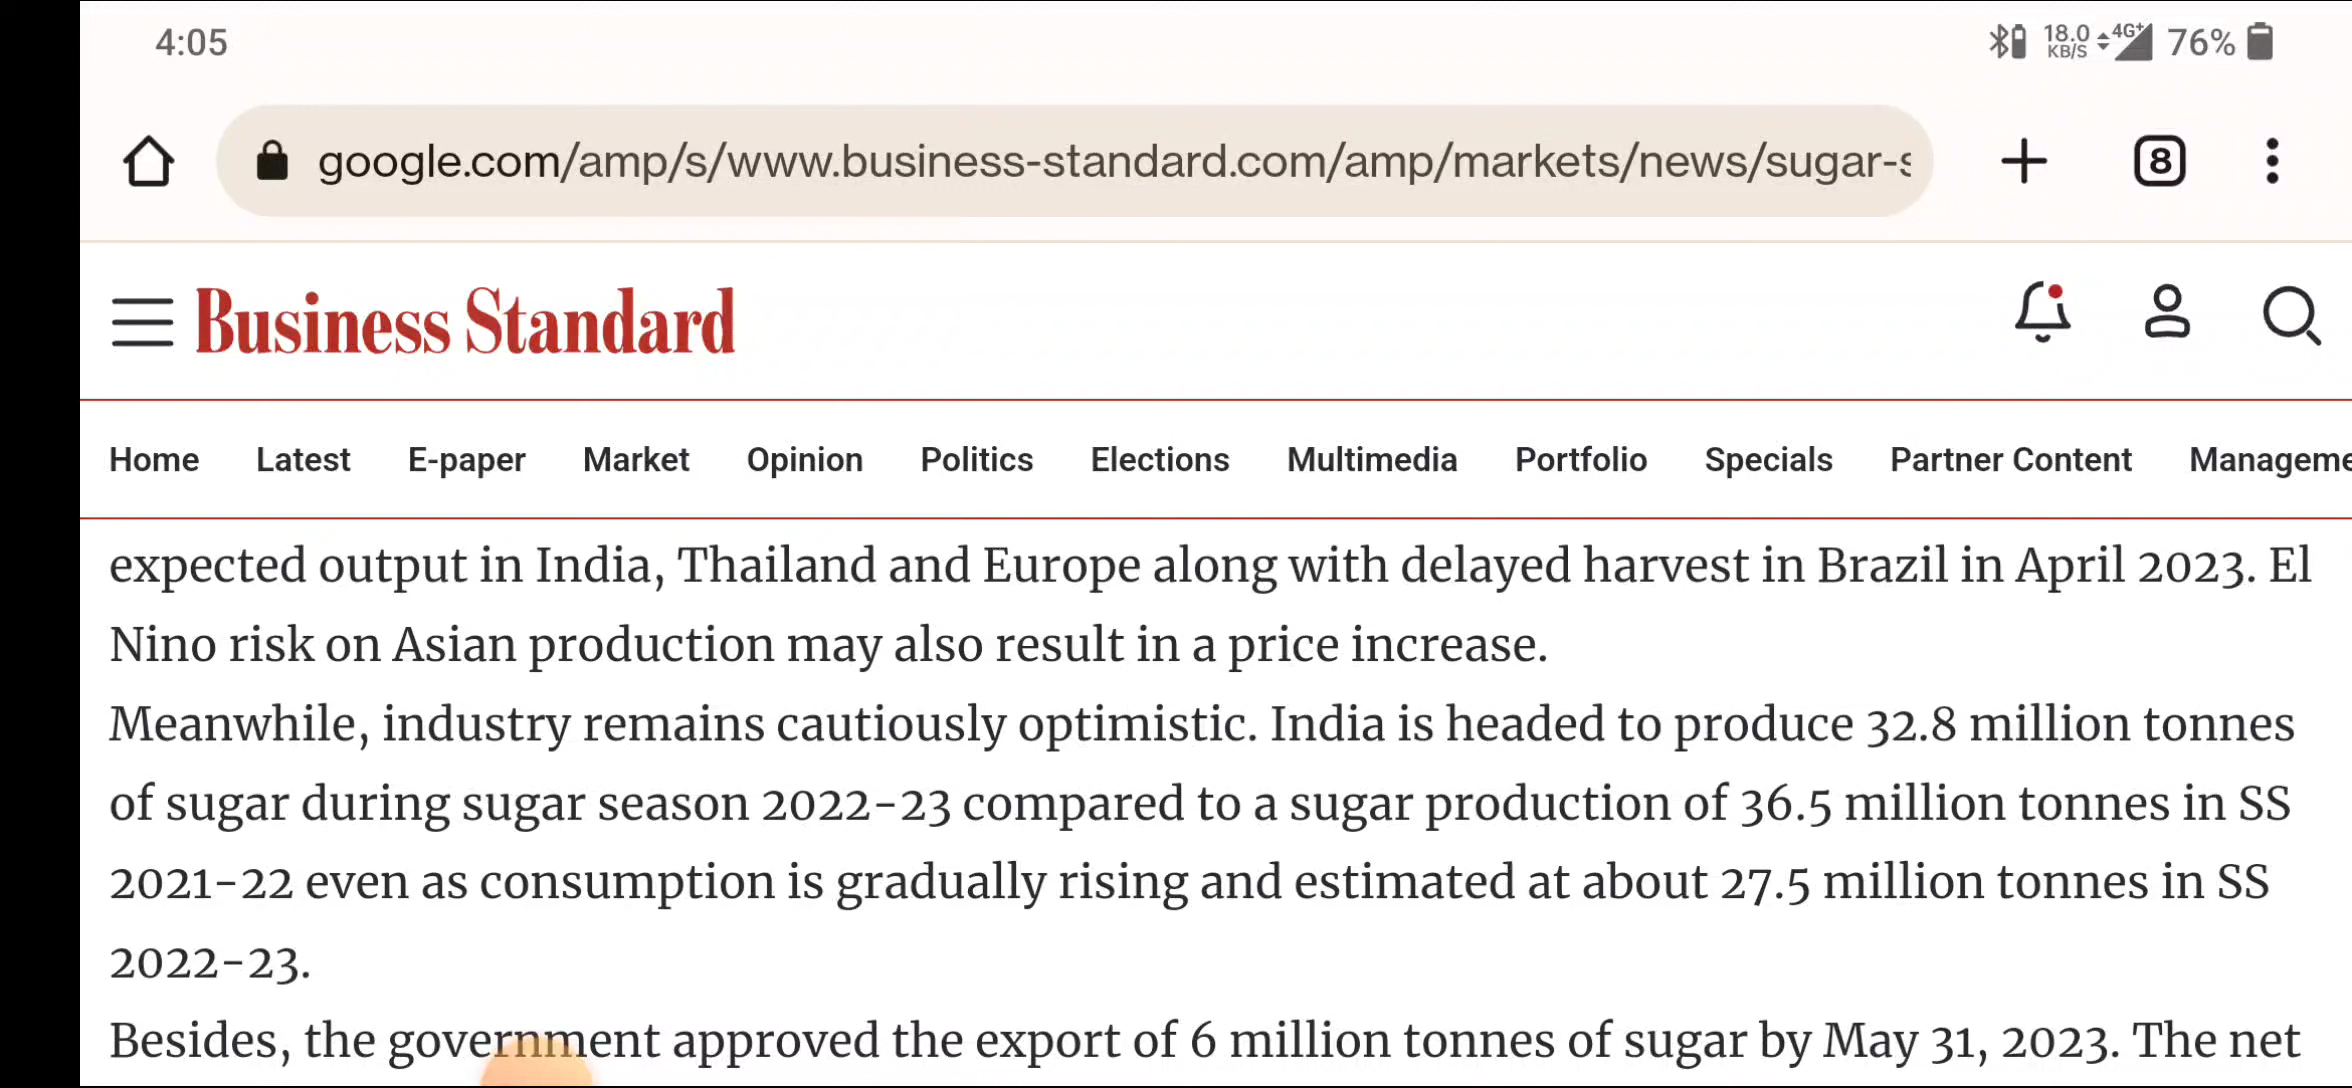 4:05
18.0
KB/S
4G+
76%
google.com/amp/s/www.business-standard.com/amp/markets/news/sugar-s
8
Business Standard
Home Latest E-paper Market Opinion Politics Elections Multimedia Portfolio Specials Partner Content Manageme
expected output in India, Thailand and Europe along with delayed harvest in Brazil in April 2023. El
Nino risk on Asian production may also result in a price increase.
Meanwhile, industry remains cautiously optimistic. India is headed to produce 32.8 million tonnes
of sugar during sugar season 2022-23 compared to a sugar production of 36.5 million tonnes in SS
2021-22 even as consumption is gradually rising and estimated at about 27.5 million tonnes in SS
2022-23.
Besides, the government approved the export of 6 million tonnes of sugar by May 31, 2023. The net